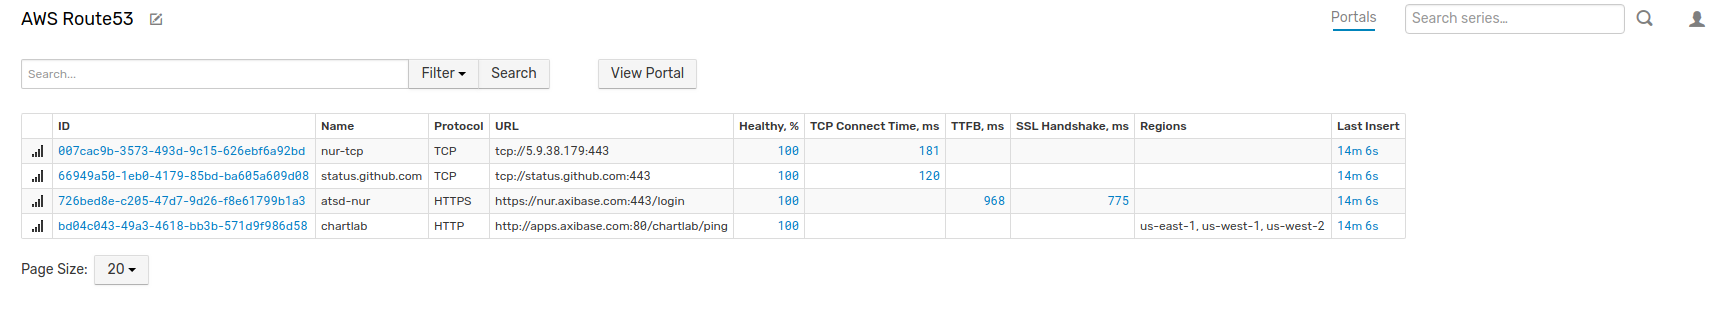 AWS Route53 Portals Search series...
Search... Filter Search View Portal
ID Name Protocol URL Healthy, % TCP Connect Time, ms TTFB, ms SSL Handshake, ms Regions Last Insert
007cac9b-3573-493d-9c15-626ebf6a92bd nur-tcp TCP tcp://5.9.38.179:443 100 181 14m 6s
66949a50-1eb0-4179-85bd-ba605a609d08 status.github.com TCP tcp://status.github.com:443 100 120 14m 6s
726bed8e-c205-47d7-9d26-f8e61799b1a3 atsd-nur HTTPS https://nur.axibase.com:443/login 100 968 775 14m 6s
bd04c043-49a3-4618-bb3b-571d9f986d58 chartlab HTTP http://apps.axibase.com:80/chartlab/ping 100 us-east-1, us-west-1, us-west-2 14m 6s
Page Size: 20